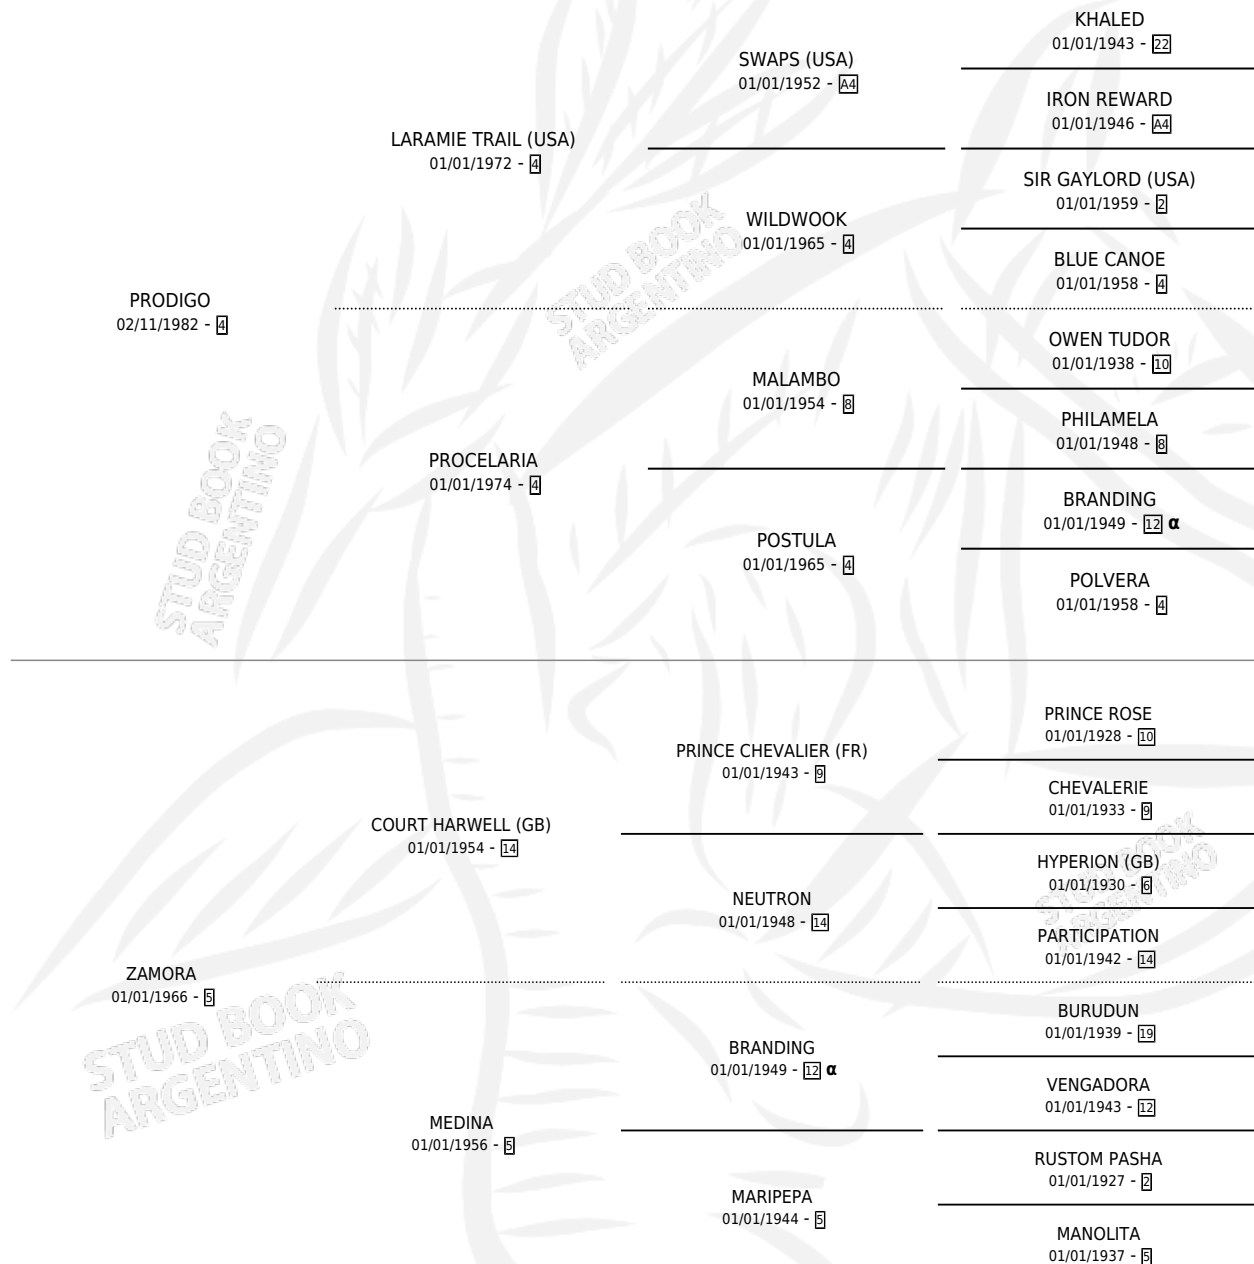 KHALED
01/01/1943 - 22
SWAPS (USA)
01/01/1952 - A4
IRON REWARD
01/01/1946 - A4
LARAMIE TRAIL (USA)
01/01/1972 - 4
SIR GAYLORD (USA)
01/01/1959 - 2
WILDWOOK
01/01/1965 - 4
BLUE CANOE
01/01/1958 - 4
PRODIGO
02/11/1982 - 4
STUD BOOK
ARGENTINO
OWEN TUDOR
01/01/1938 - 10
MALAMBO
01/01/1954 - 8
PHILAMELA
01/01/1948 - 8
PROCELARIA
01/01/1974 - 4
BRANDING
01/01/1949 - 12 α
POSTULA
01/01/1965 - 4
POLVERA
01/01/1958 - 4
STUD BOOK
ARGENTINO
PRINCE ROSE
01/01/1928 - 10
PRINCE CHEVALIER (FR)
01/01/1943 - 9
CHEVALERIE
01/01/1933 - 9
COURT HARWELL (GB)
01/01/1954 - 14
HYPERION (GB)
01/01/1930 - 6
STUD BOOK
ARGENTINO
NEUTRON
01/01/1948 - 14
PARTICIPATION
01/01/1942 - 14
ZAMORA
01/01/1966 - 5
STUD BOOK
ARGENTINO
BURUDUN
01/01/1939 - 19
BRANDING
01/01/1949 - 12 α
VENGADORA
01/01/1943 - 12
MEDINA
01/01/1956 - 5
RUSTOM PASHA
01/01/1927 - 2
MARIPEPA
01/01/1944 - 5
MANOLITA
01/01/1937 - 5